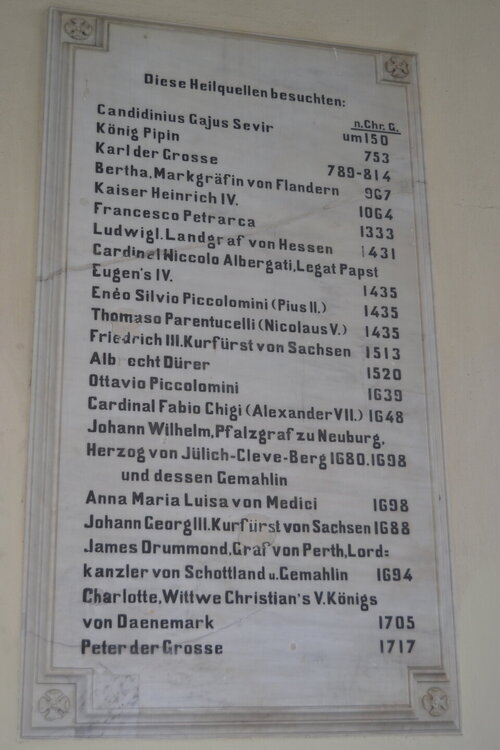 Diese Heilquellen besuchten:
n.Chr. G.
Candidinius Gajus Sevir um 150
König Pipin 753
Karl der Grosse 789-814
Bertha, Markgräfin von Flandern 967
Kaiser Heinrich IV. 1064
Francesco Petrarca 1333
Ludwig I. Landgraf von Hessen 1431
Cardinel Niccolo Albergati, Legat Papst
Eugen's IV. 1435
Enéo Silvio Piccolomini (Pius II.) 1435
Thomaso Parentucelli (Nicolaus V.) 1435
Friedrich III. Kurfürst von Sachsen 1513
Alb echt Dürer 1520
Ottavio Piccolomini 1639
Cardinal Fabio Chigi (Alexander VII.) 1648
Johann Wilhelm, Pfalzgraf zu Neuburg,
Herzog von Jülich-Cleve-Berg 1680.1698
und dessen Gemahlin
Anna Maria Luisa von Medici 1698
Johann Georg III. Kurfürst von Sachsen 1688
James Drummond, Graf von Perth, Lord=
kanzler von Schottland u. Gemahlin 1694
Charlotte, Wittwe Christian's V. Königs
von Daenemark 1705
Peter der Grosse 1717